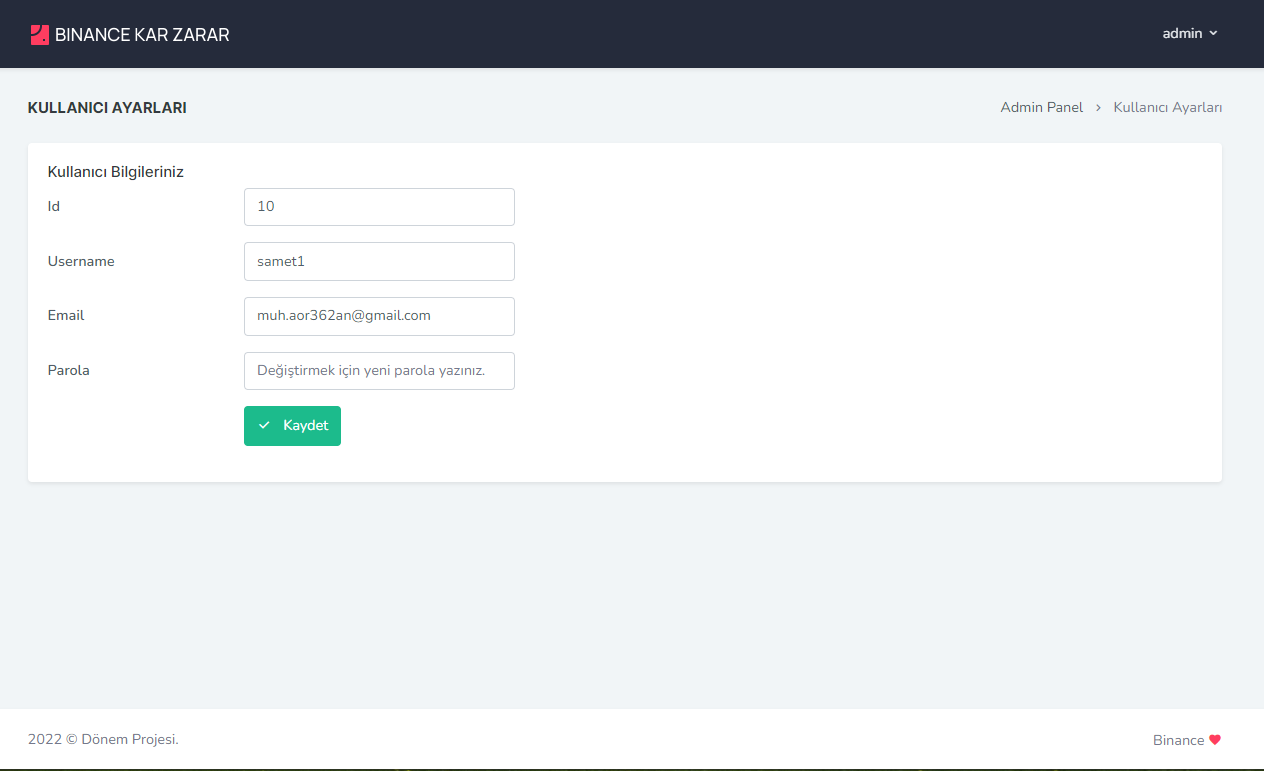 BINANCE KAR ZARAR
admin
KULLANICI AYARLARI
Admin Panel > Kullanıcı Ayarları
Kullanıcı Bilgileriniz
Id 10
Username samet1
Email muh.aor362an@gmail.com
Parola Değiştirmek için yeni parola yazınız.
Kaydet
2022 © Dönem Projesi.
Binance ♥